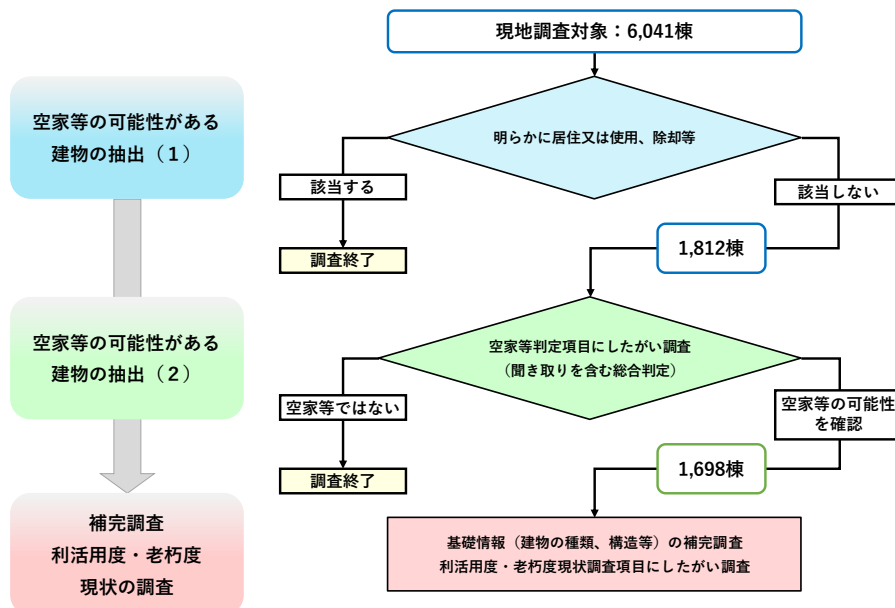 現地調査対象：6,041棟
空家等の可能性がある
建物の抽出（１）
明らかに居住又は使用、除却等
該当する
該当しない
調査終了
1,812棟
空家等の可能性がある
建物の抽出（２）
空家等判定項目にしたがい調査
（聞き取りを含む総合判定）
空家等ではない
空家等の可能性
を確認
調査終了
1,698棟
補完調査
利活用度・老朽度
現状の調査
基礎情報（建物の種類、構造等）の補完調査
利活用度・老朽度現状調査項目にしたがい調査